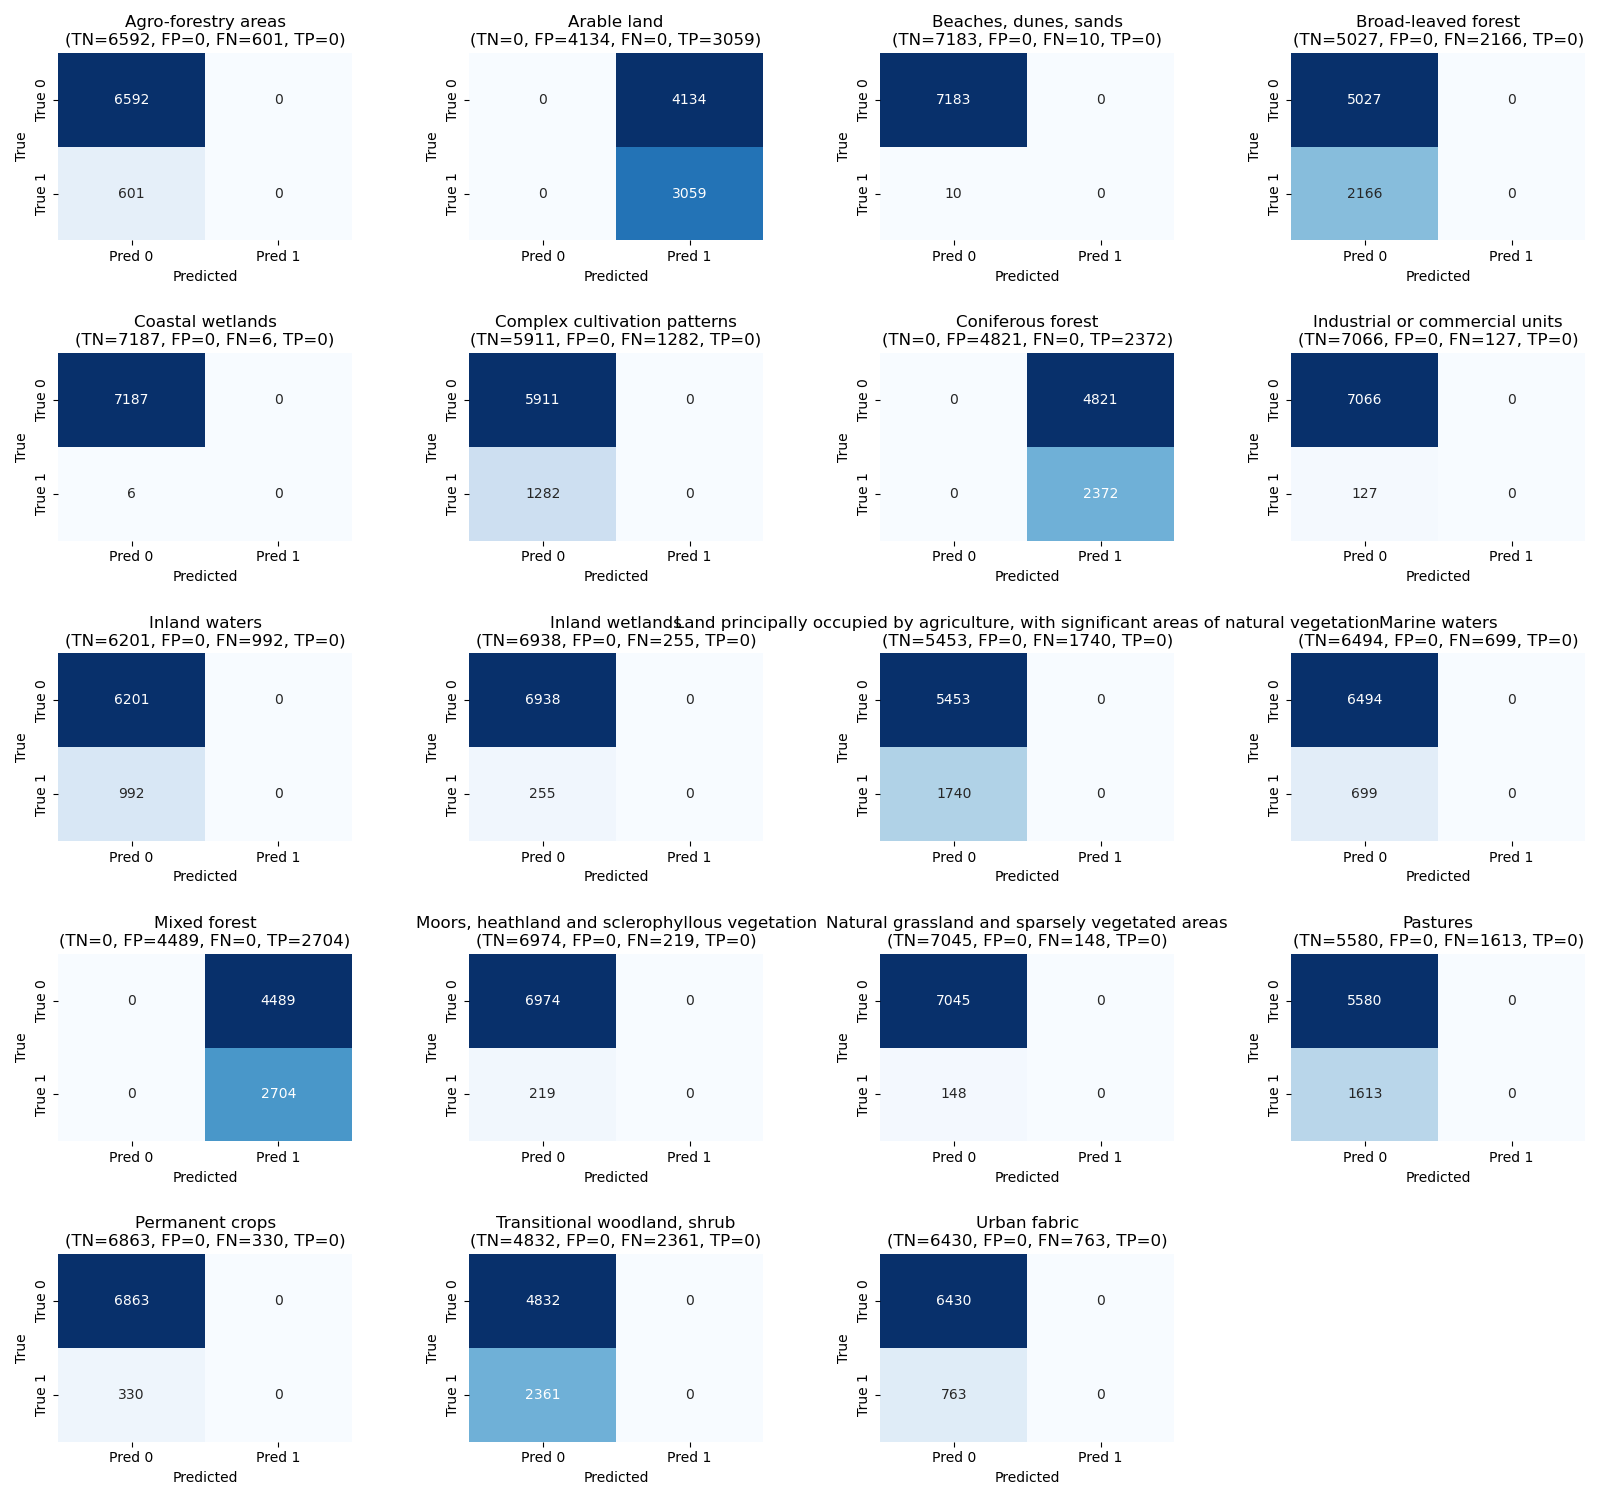 Agro-forestry areas
(TN=6592, FP=0, FN=601, TP=0)
True 0
6592
0
True
True 1
601
0
Pred 0
Pred 1
Predicted
Arable land
(TN=0, FP=4134, FN=0, TP=3059)
True 0
0
4134
True
True 1
0
3059
Pred 0
Pred 1
Predicted
Beaches, dunes, sands
(TN=7183, FP=0, FN=10, TP=0)
True 0
7183
0
True
True 1
10
0
Pred 0
Pred 1
Predicted
Broad-leaved forest
(TN=5027, FP=0, FN=2166, TP=0)
True 0
5027
0
True
True 1
2166
0
Pred 0
Pred 1
Predicted
Coastal wetlands
(TN=7187, FP=0, FN=6, TP=0)
True 0
7187
0
True
True 1
6
0
Pred 0
Pred 1
Predicted
Complex cultivation patterns
(TN=5911, FP=0, FN=1282, TP=0)
True 0
5911
0
True
True 1
1282
0
Pred 0
Pred 1
Predicted
Coniferous forest
(TN=0, FP=4821, FN=0, TP=2372)
True 0
0
4821
True
True 1
0
2372
Pred 0
Pred 1
Predicted
Industrial or commercial units
(TN=7066, FP=0, FN=127, TP=0)
True 0
7066
0
True
True 1
127
0
Pred 0
Pred 1
Predicted
Inland waters
(TN=6201, FP=0, FN=992, TP=0)
True 0
6201
0
True
True 1
992
0
Pred 0
Pred 1
Predicted
Inland wetlands
(TN=6938, FP=0, FN=255, TP=0)
True 0
6938
0
True
True 1
255
0
Pred 0
Pred 1
Predicted
Land principally occupied by agriculture, with significant areas of natural vegetation
(TN=5453, FP=0, FN=1740, TP=0)
True 0
5453
0
True
True 1
1740
0
Pred 0
Pred 1
Predicted
Marine waters
(TN=6494, FP=0, FN=699, TP=0)
True 0
6494
0
True
True 1
699
0
Pred 0
Pred 1
Predicted
Mixed forest
(TN=0, FP=4489, FN=0, TP=2704)
True 0
0
4489
True
True 1
0
2704
Pred 0
Pred 1
Predicted
Moors, heathland and sclerophyllous vegetation
(TN=6974, FP=0, FN=219, TP=0)
True 0
6974
0
True
True 1
219
0
Pred 0
Pred 1
Predicted
Natural grassland and sparsely vegetated areas
(TN=7045, FP=0, FN=148, TP=0)
True 0
7045
0
True
True 1
148
0
Pred 0
Pred 1
Predicted
Pastures
(TN=5580, FP=0, FN=1613, TP=0)
True 0
5580
0
True
True 1
1613
0
Pred 0
Pred 1
Predicted
Permanent crops
(TN=6863, FP=0, FN=330, TP=0)
True 0
6863
0
True
True 1
330
0
Pred 0
Pred 1
Predicted
Transitional woodland, shrub
(TN=4832, FP=0, FN=2361, TP=0)
True 0
4832
0
True
True 1
2361
0
Pred 0
Pred 1
Predicted
Urban fabric
(TN=6430, FP=0, FN=763, TP=0)
True 0
6430
0
True
True 1
763
0
Pred 0
Pred 1
Predicted